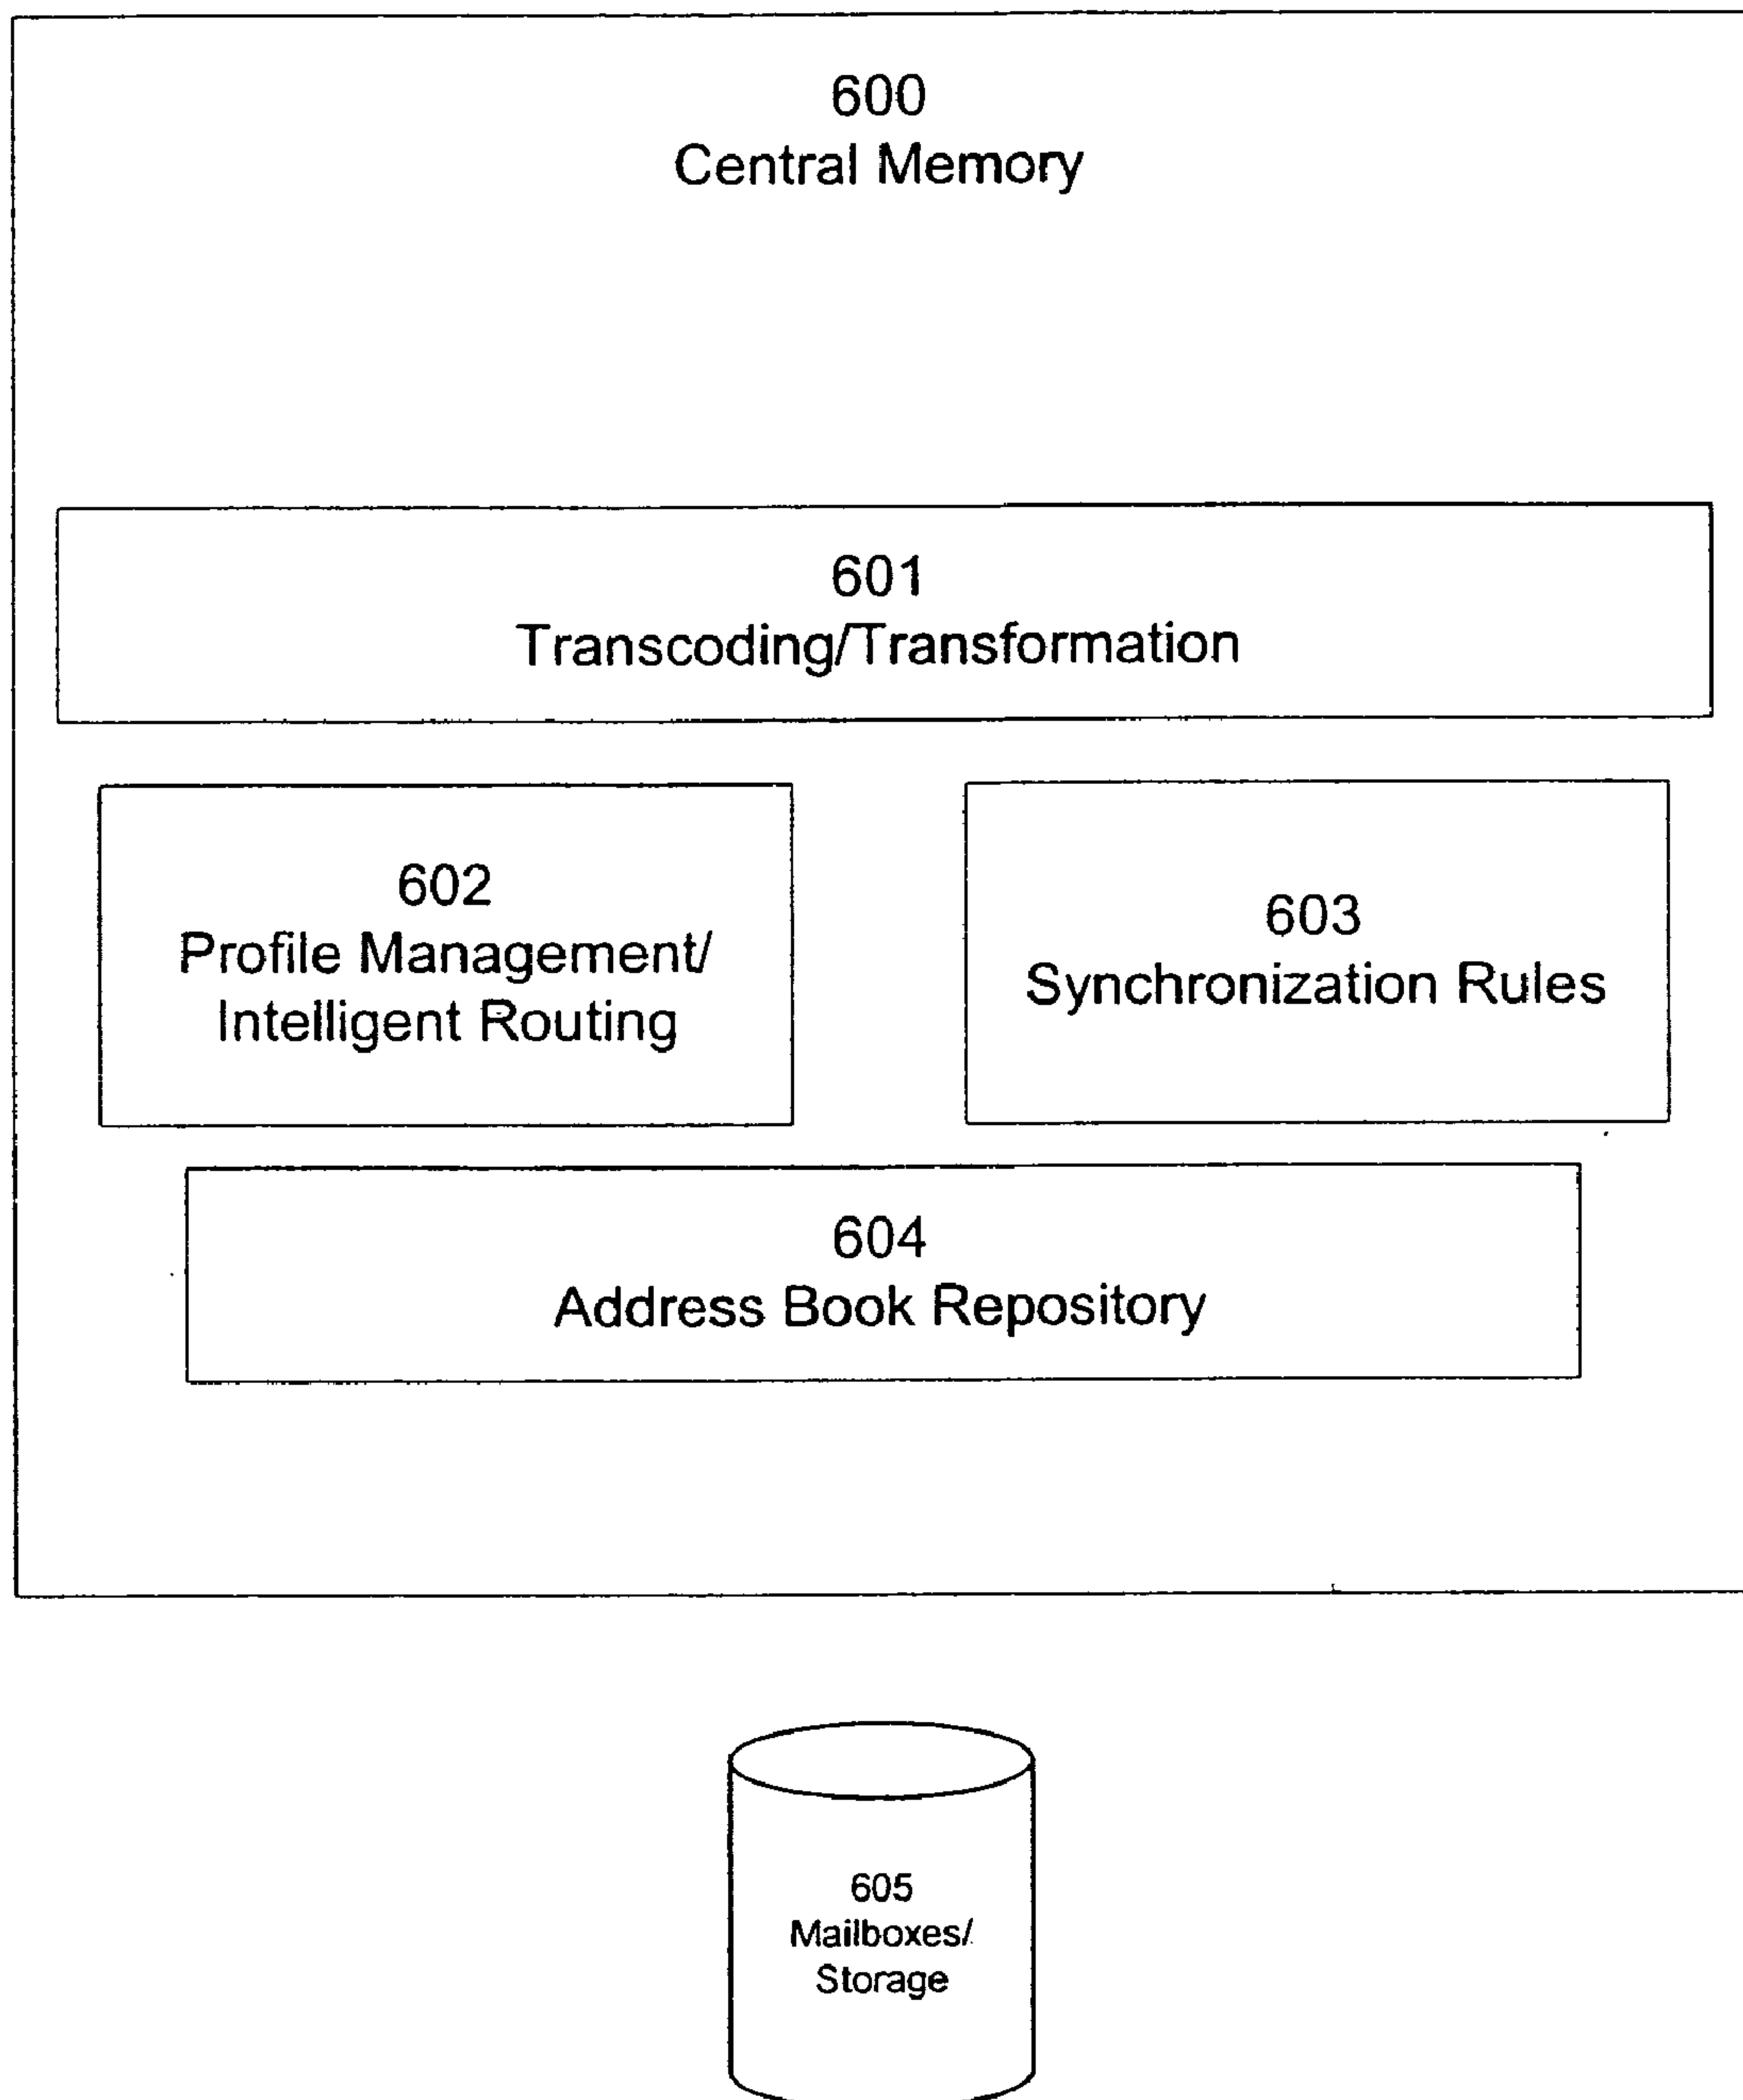 600
Central Memory
601
Transcoding/Transformation
602
Profile Management/
Intelligent Routing
603
Synchronization Rules
604
Address Book Repository
605
Mailboxes/
Storage